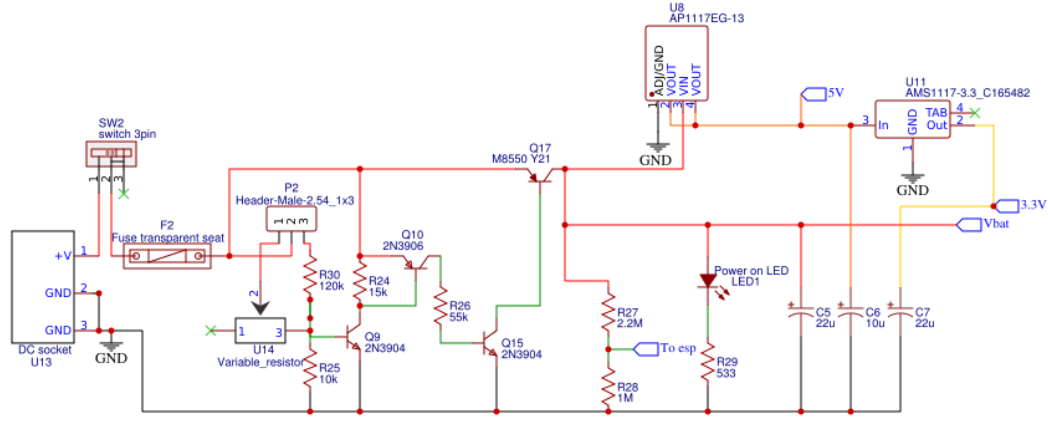 U8
AP1117EG-13
ADJ/GND
VOUT
VIN
VOUT
1
2
3
4
GND
5V
U11
AMS1117-3.3_C165482
TAB
4
3
In
Out
2
GND
1
GND
3.3V
Vbat
SW2
switch 3pin
1
2
3
Q17
M8550 Y21
P2
Header-Male-2.54_1x3
1
2
3
F2
Fuse transparent seat
+V
1
GND
2
GND
3
DC socket
U13
GND
Q10
2N3906
R30
120k
R24
15k
R26
55k
2
1
3
U14
Variable_resistor
Q9
2N3904
R25
10k
Q15
2N3904
R27
2.2M
To esp
R28
1M
Power on LED
LED1
R29
533
+
C5
22u
+
C6
10u
+
C7
22u